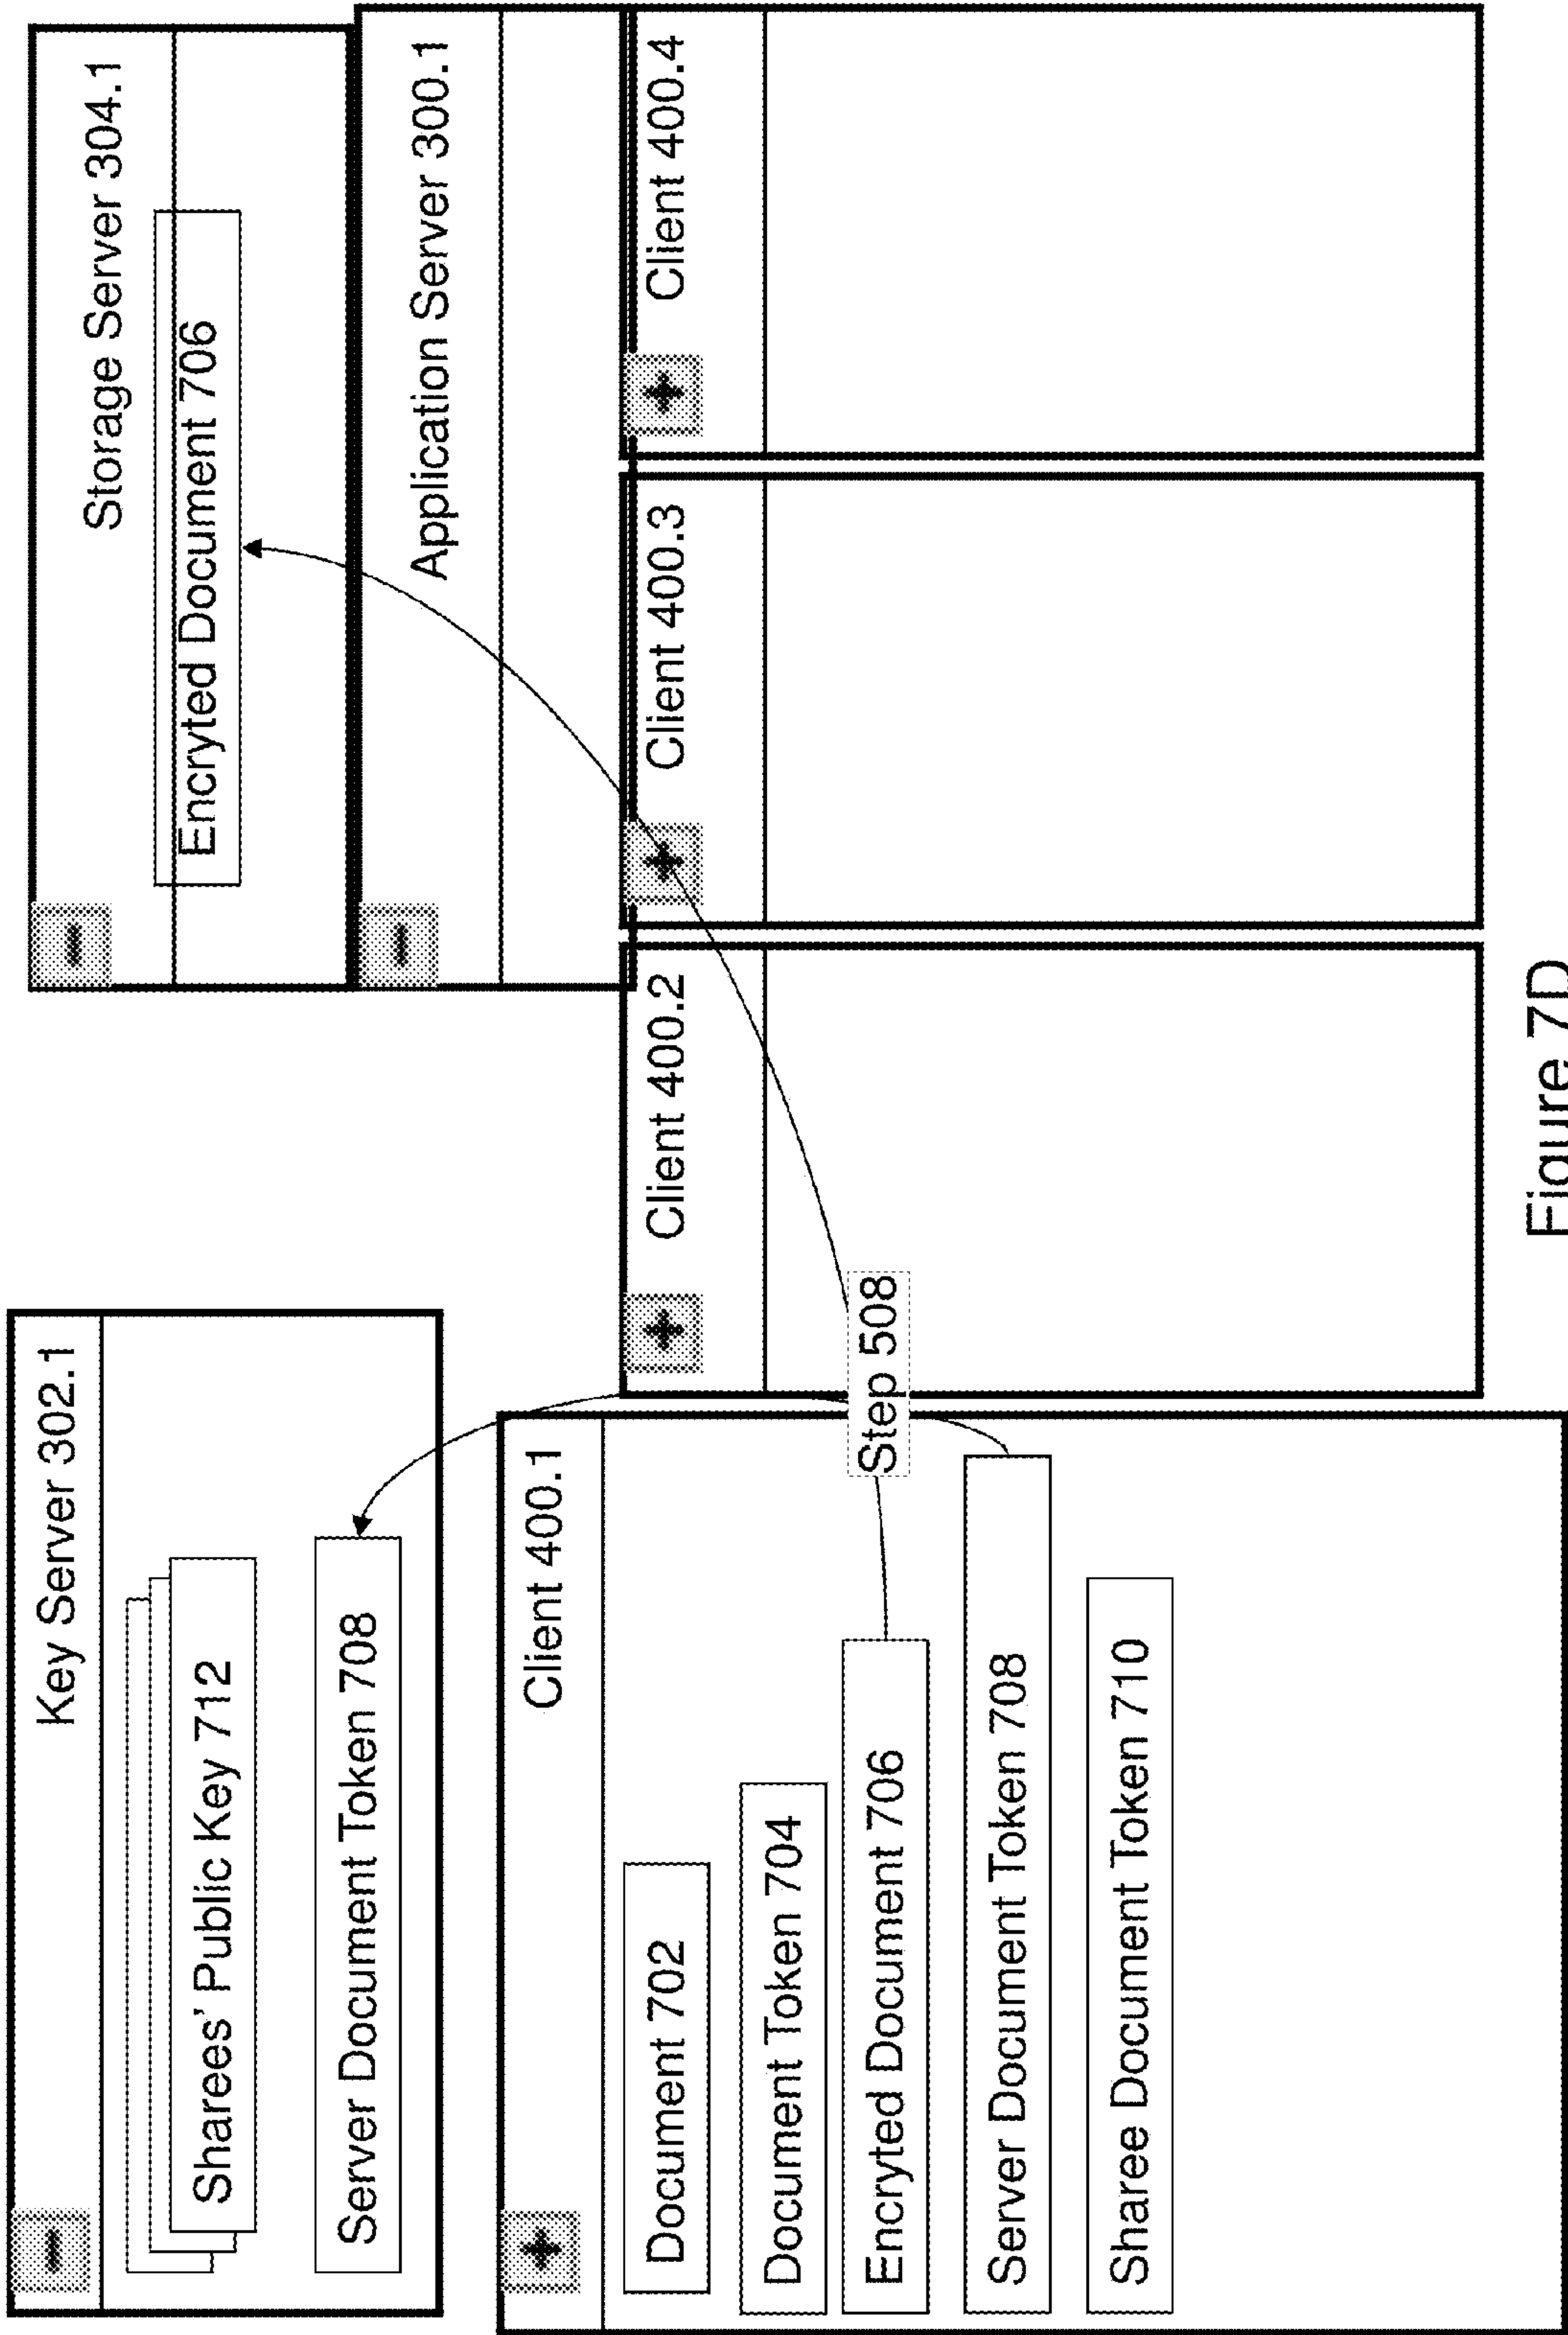 Key Server 302.1
Sharees' Public Key 712
Server Document Token 708
Storage Server 304.1
Encryted Document 706
Application Server 300.1
Client 400.1
Document 702
Document Token 704
Encryted Document 706
Server Document Token 708
Sharee Document Token 710
Step 508
Client 400.2
Client 400.3
Client 400.4
Figure 7D